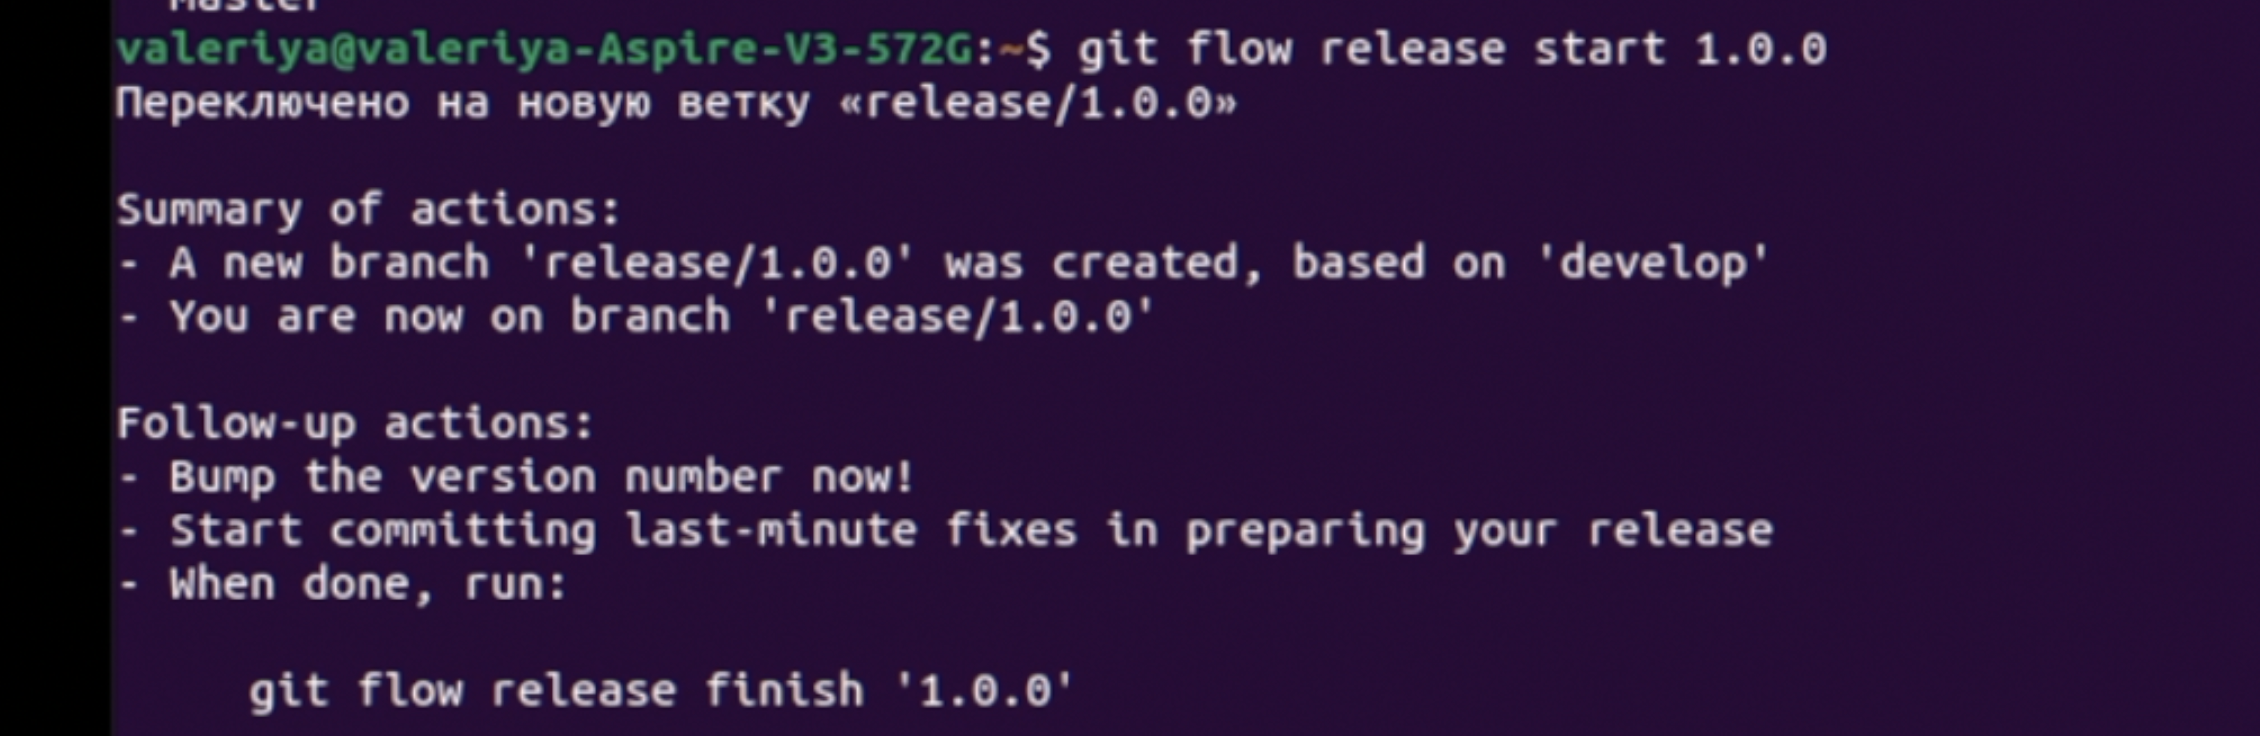 Master
valeriya@valeriya-Aspire-V3-572G:~$ git flow release start 1.0.0
Переключено на новую ветку «release/1.0.0»
Summary of actions:
- A new branch 'release/1.0.0' was created, based on 'develop'
- You are now on branch 'release/1.0.0'
Follow-up actions:
- Bump the version number now!
- Start committing last-minute fixes in preparing your release
- When done, run:
git flow release finish '1.0.0'